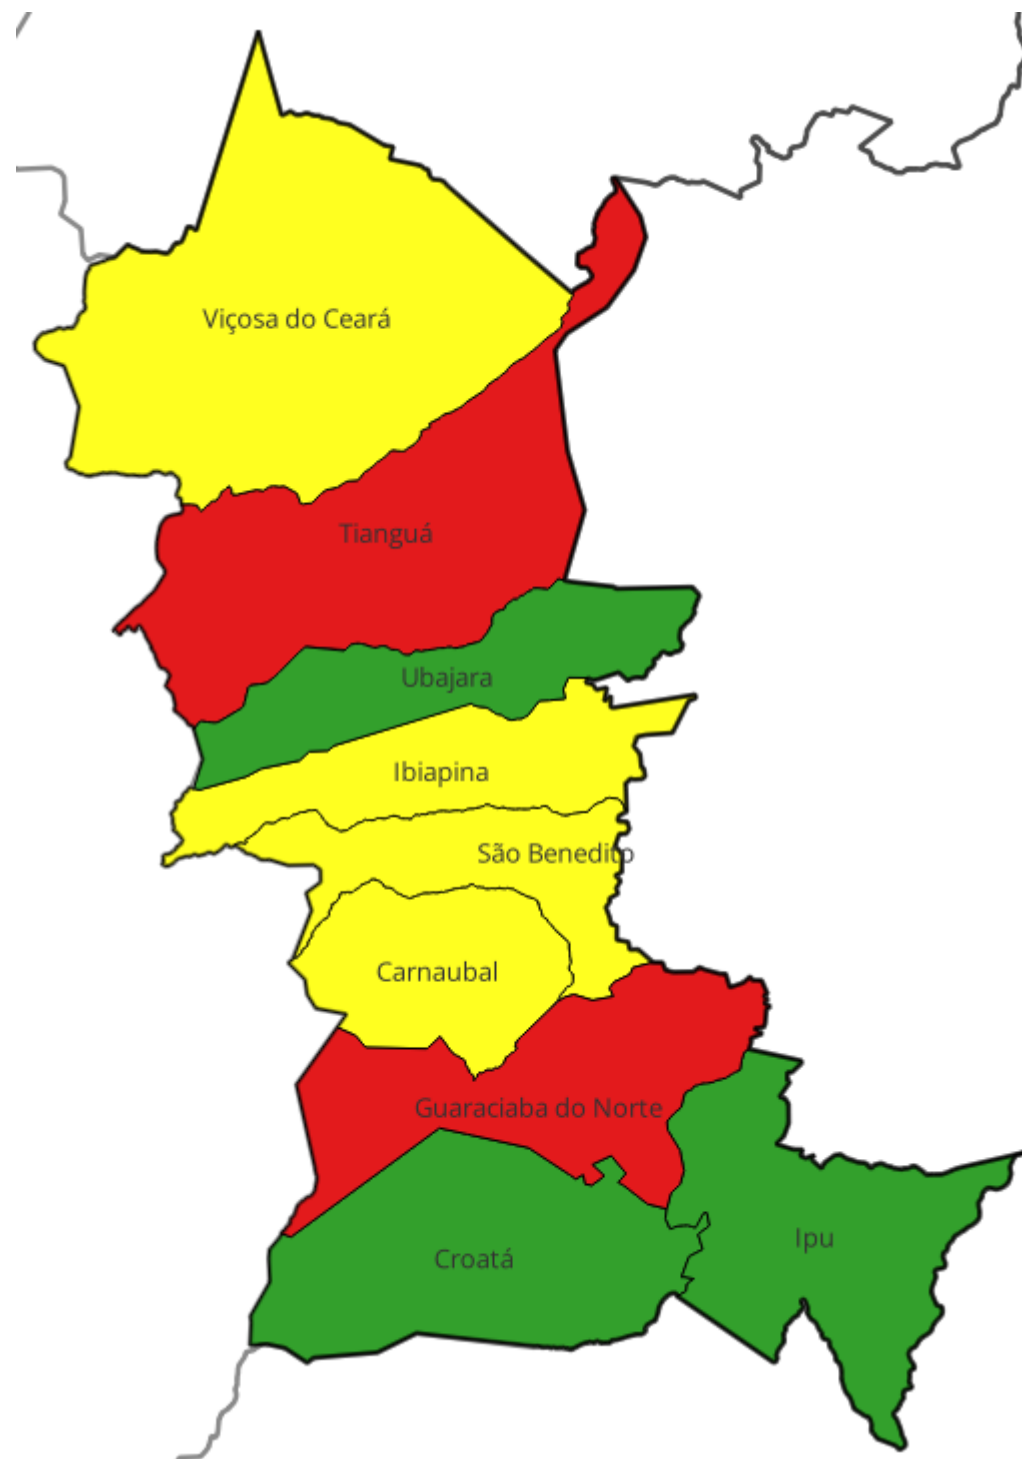 Viçosa do Ceará
Tianguá
Ubajara
Ibiapina
São Benedito
Carnaubal
Guaraciaba do Norte
Ipu
Croatá